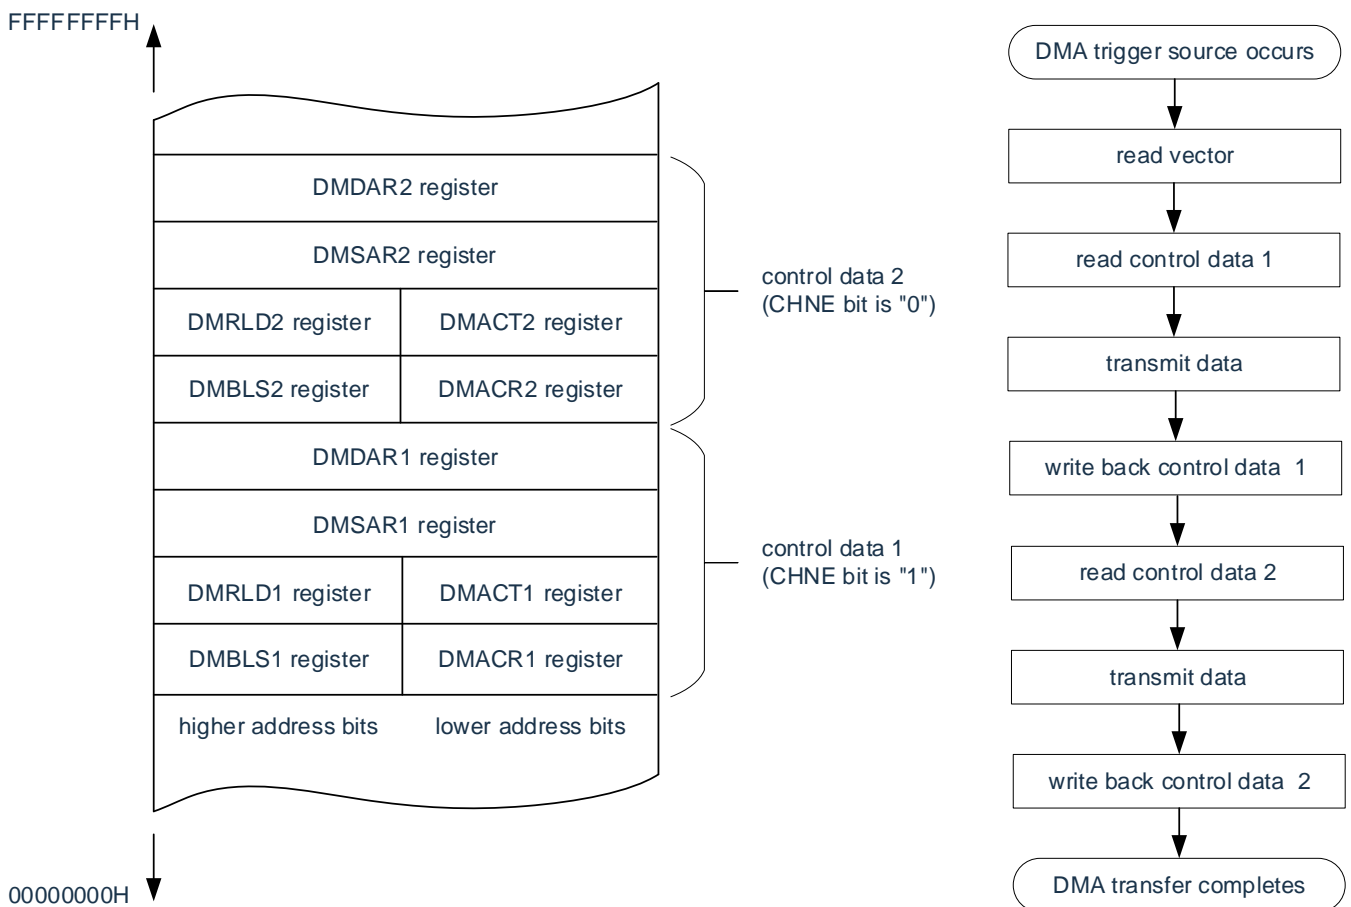 FFFFFFFFH
DMDAR2 register
DMSAR2 register
DMRLD2 register DMACT2 register
DMBLS2 register DMACR2 register
DMDAR1 register
DMSAR1 register
DMRLD1 register DMACT1 register
DMBLS1 register DMACR1 register
higher address bits lower address bits
00000000H
control data 2
(CHNE bit is "0")
control data 1
(CHNE bit is "1")
DMA trigger source occurs
read vector
read control data 1
transmit data
write back control data 1
read control data 2
transmit data
write back control data 2
DMA transfer completes